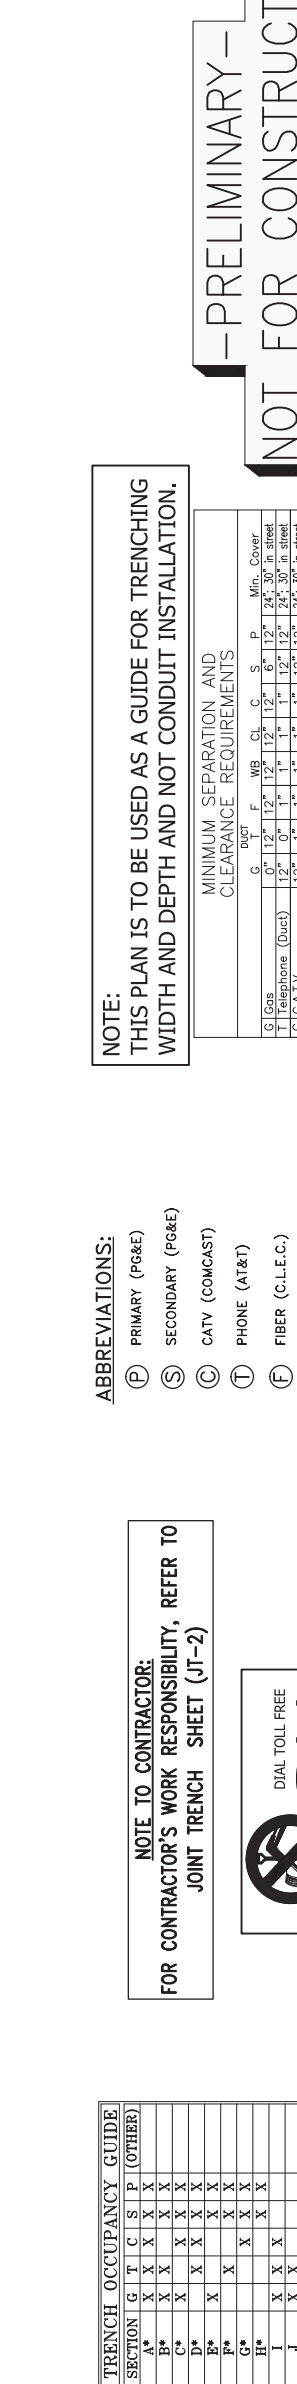 TRENCH OCCUPANCY GUIDE
SECTION G T C S P (OTHER)
A* X X X X X
B* X X X X
C* X X X X
D* X X X X
E* X X X
F* X X X
G* X X X
H* X X
I X X X
J X X
NOTE TO CONTRACTOR:
FOR CONTRACTOR'S WORK RESPONSIBILITY, REFER TO
JOINT TRENCH SHEET (JT-2)
DIAL TOLL FREE
ABBREVIATIONS:
P PRIMARY (PG&E)
S SECONDARY (PG&E)
C CATV (COMCAST)
T PHONE (AT&T)
F FIBER (C.L.E.C.)
NOTE:
THIS PLAN IS TO BE USED AS A GUIDE FOR TRENCHING
WIDTH AND DEPTH AND NOT CONDUIT INSTALLATION.
MINIMUM SEPARATION AND
CLEARANCE REQUIREMENTS
DUCT
G T F WB CL C S P Min. Cover
G Gas 0" 12" 12" 12" 12" 12" 6" 12" 24"; 30" in street
T Telephone (Duct) 12" 0" 1" 1" 1" 1" 12" 12" 24"; 30" in street
-PRELIMINARY-
NOT FOR CONSTRUCT